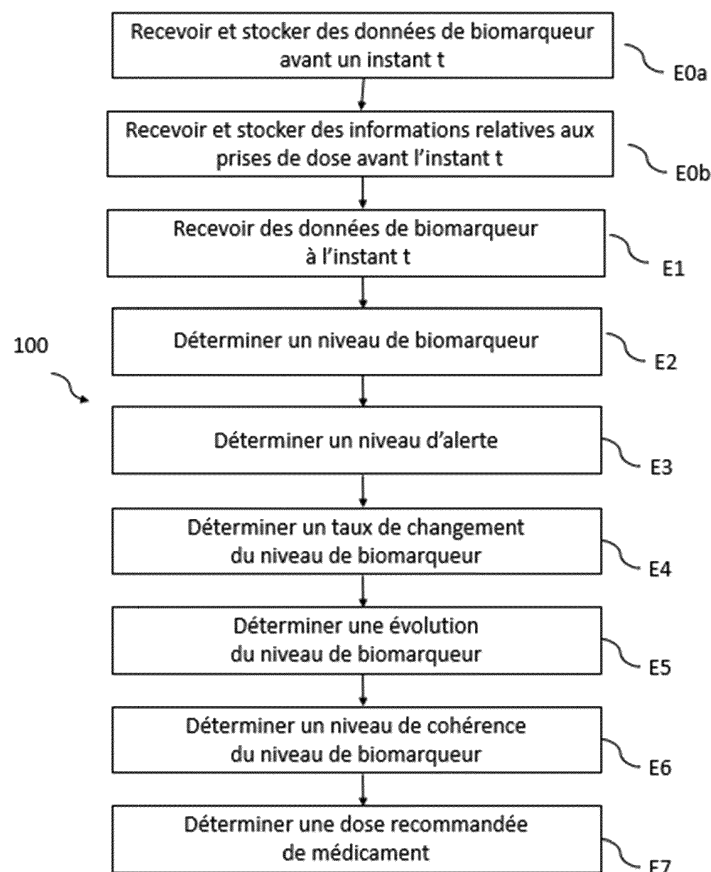 Recevoir et stocker des données de biomarqueur
avant un instant t
E0a
Recevoir et stocker des informations relatives aux
prises de dose avant l'instant t
E0b
Recevoir des données de biomarqueur
à l'instant t
E1
Déterminer un niveau de biomarqueur
E2
100
Déterminer un niveau d'alerte
E3
Déterminer un taux de changement
du niveau de biomarqueur
E4
Déterminer une évolution
du niveau de biomarqueur
E5
Déterminer un niveau de cohérence
du niveau de biomarqueur
E6
Déterminer une dose recommandée
de médicament
E7